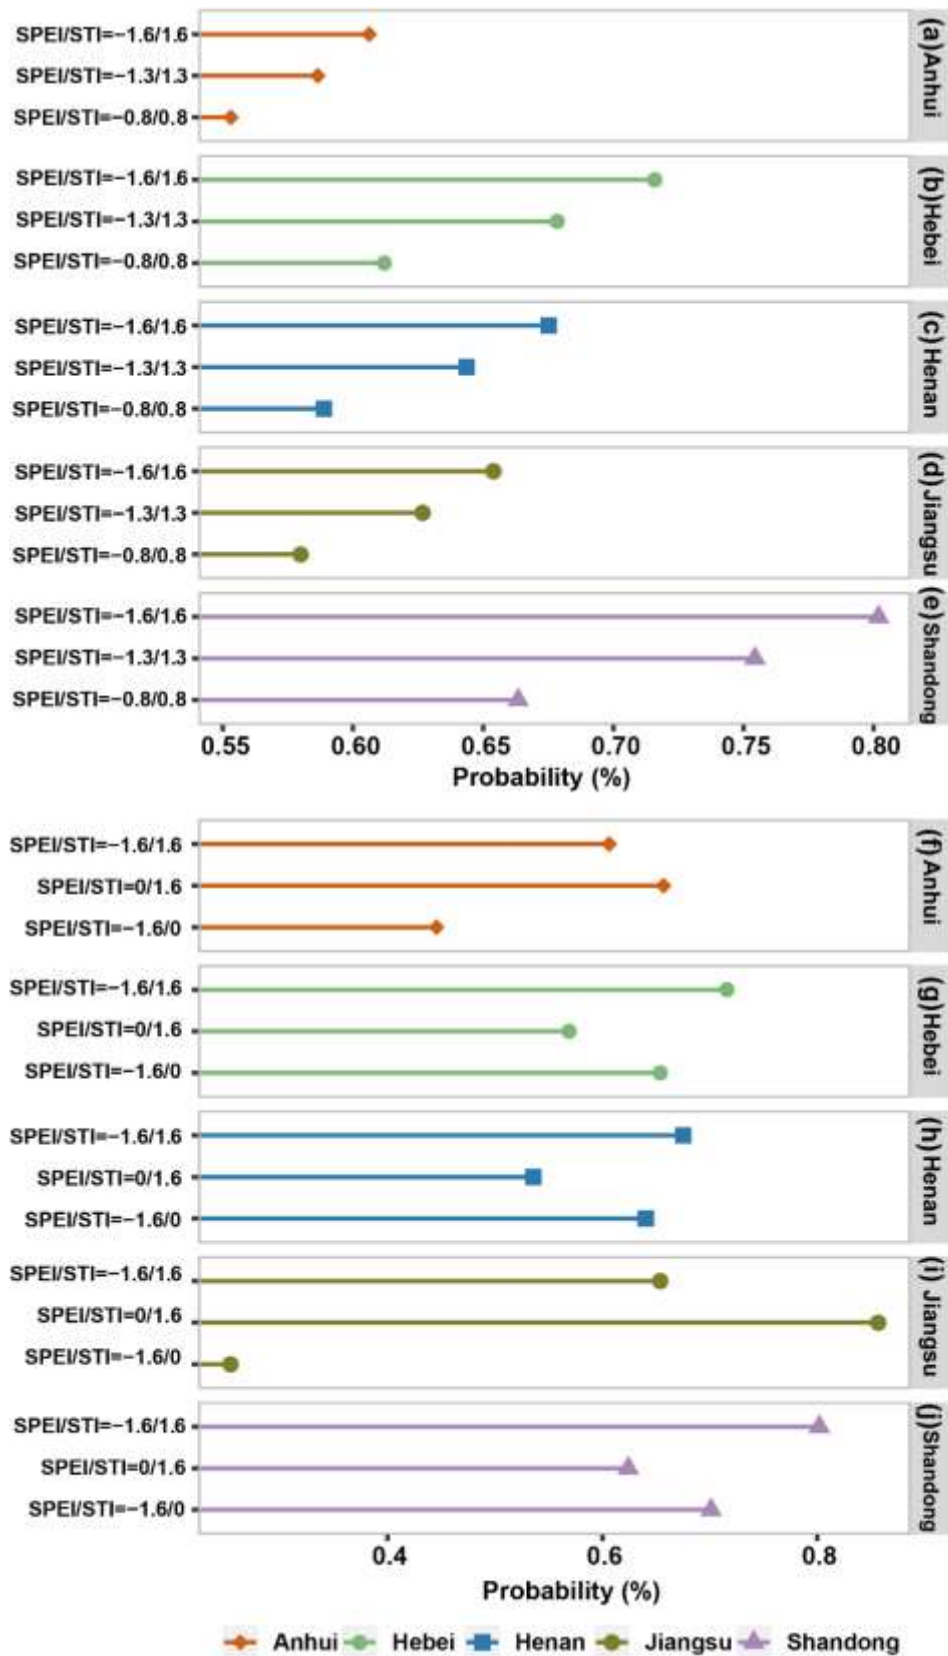 SPEI/STI=−1.6/1.6
SPEI/STI=−1.3/1.3
SPEI/STI=−0.8/0.8
(a)Anhui
SPEI/STI=−1.6/1.6
SPEI/STI=−1.3/1.3
SPEI/STI=−0.8/0.8
(b)Hebei
SPEI/STI=−1.6/1.6
SPEI/STI=−1.3/1.3
SPEI/STI=−0.8/0.8
(c)Henan
SPEI/STI=−1.6/1.6
SPEI/STI=−1.3/1.3
SPEI/STI=−0.8/0.8
(d)Jiangsu
SPEI/STI=−1.6/1.6
SPEI/STI=−1.3/1.3
SPEI/STI=−0.8/0.8
(e)Shandong
0.55 0.60 0.65 0.70 0.75 0.80
Probability (%)
SPEI/STI=−1.6/1.6
SPEI/STI=0/1.6
SPEI/STI=−1.6/0
(f)Anhui
SPEI/STI=−1.6/1.6
SPEI/STI=0/1.6
SPEI/STI=−1.6/0
(g)Hebei
SPEI/STI=−1.6/1.6
SPEI/STI=0/1.6
SPEI/STI=−1.6/0
(h)Henan
SPEI/STI=−1.6/1.6
SPEI/STI=0/1.6
SPEI/STI=−1.6/0
(i) Jiangsu
SPEI/STI=−1.6/1.6
SPEI/STI=0/1.6
SPEI/STI=−1.6/0
(j)Shandong
0.4 0.6 0.8
Probability (%)
Anhui Hebei Henan Jiangsu Shandong